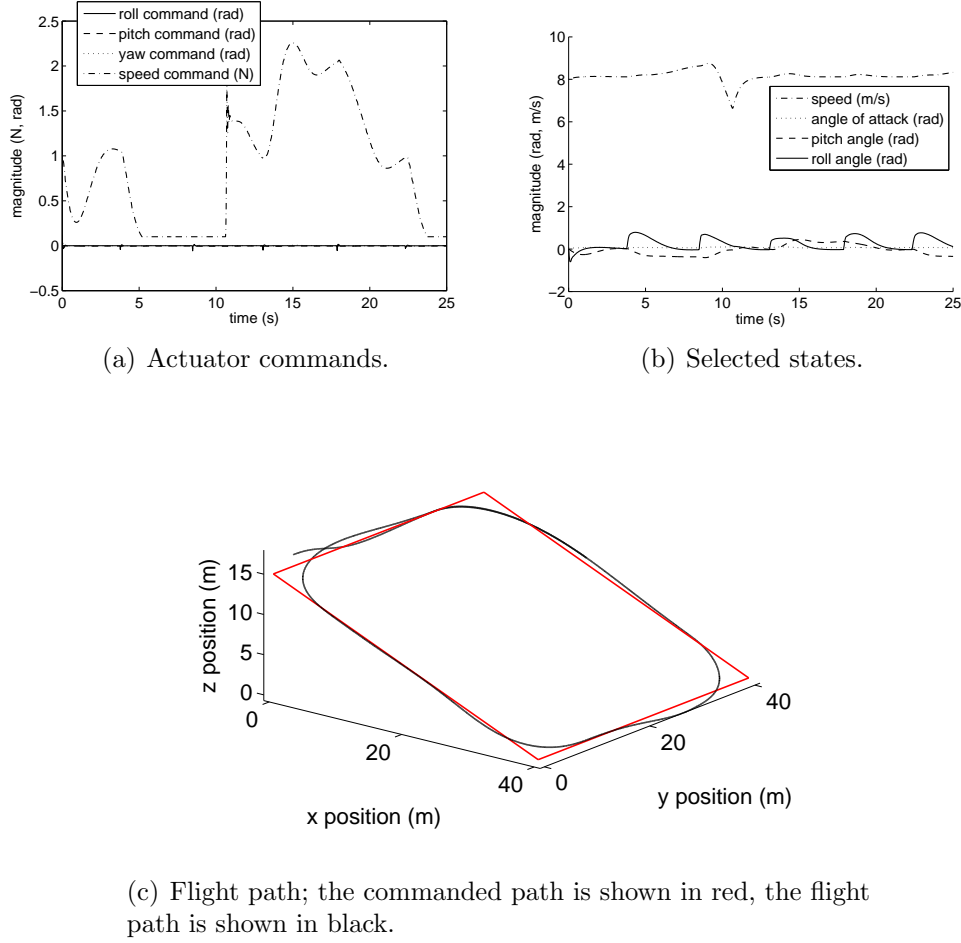 roll command (rad)
pitch command (rad)
yaw command (rad)
speed command (N)
2.5
2
1.5
1
0.5
0
−0.5
magnitude (N, rad)
0
5
10
15
20
25
time (s)
(a) Actuator commands.
10
8
6
4
2
0
−2
magnitude (rad, m/s)
speed (m/s)
angle of attack (rad)
pitch angle (rad)
roll angle (rad)
0
5
10
15
20
25
time (s)
(b) Selected states.
15
10
5
0
z position (m)
0
20
40
x position (m)
0
20
40
y position (m)
(c) Flight path; the commanded path is shown in red, the flight
path is shown in black.